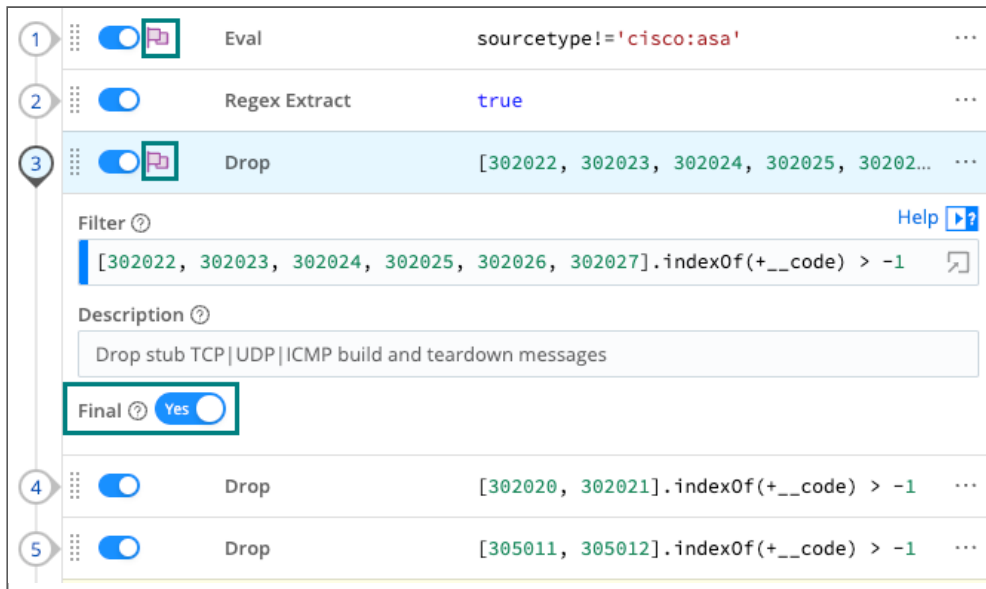 1 Eval sourcetype!='cisco:asa' ...
2 Regex Extract true ...
3 Drop [302022, 302023, 302024, 302025, 30202... ...
Filter ? Help ?
[302022, 302023, 302024, 302025, 302026, 302027].indexOf(+__code) > -1
Description ?
Drop stub TCP|UDP|ICMP build and teardown messages
Final ? Yes
4 Drop [302020, 302021].indexOf(+__code) > -1 ...
5 Drop [305011, 305012].indexOf(+__code) > -1 ...